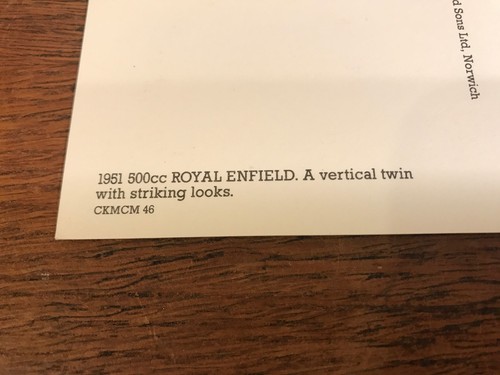 1951 500cc ROYAL ENFIELD. A vertical twin
with striking looks.
CKMCM 46
d Sons Ltd, Norwich